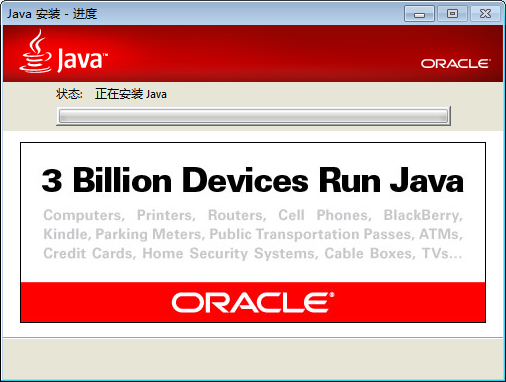 Java 安装 - 进度
Java™
ORACLE®
状态: 正在安装 Java
3 Billion Devices Run Java
Computers, Printers, Routers, Cell Phones, BlackBerry,
Kindle, Parking Meters, Public Transportation Passes, ATMs,
Credit Cards, Home Security Systems, Cable Boxes, TVs...
ORACLE®